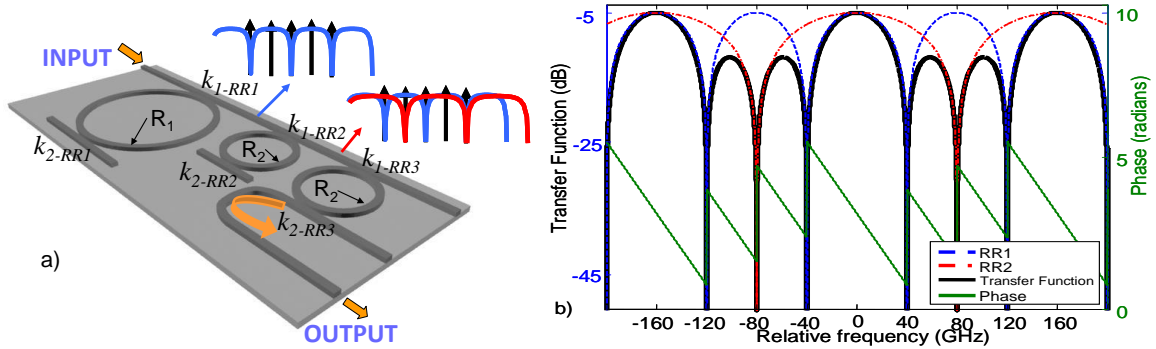 INPUT
k1-RR1
k1-RR2
k1-RR3
R1
R2
R2
k2-RR1
k2-RR2
k2-RR3
a)
OUTPUT
b)
Transfer Function (dB)
-5
-25
-45
-160
-120
-80
-40
0
40
80
120
160
Relative frequency (GHz)
10
5
0
Phase (radians)
RR1
RR2
Transfer Function
Phase